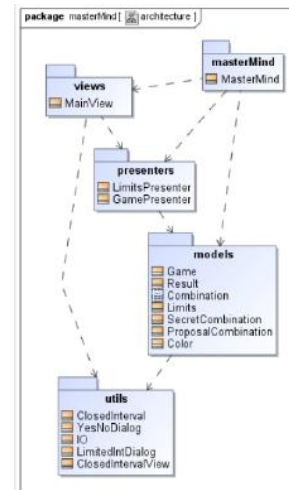 package masterMind [ architecture ]
masterMind
MasterMind
views
MainView
presenters
LimitsPresenter
GamePresenter
models
Game
Result
Combination
Limits
SecretCombination
ProposalCombination
Color
utils
ClosedInterval
YesNoDialog
IO
LimitedIntDialog
ClosedIntervalView